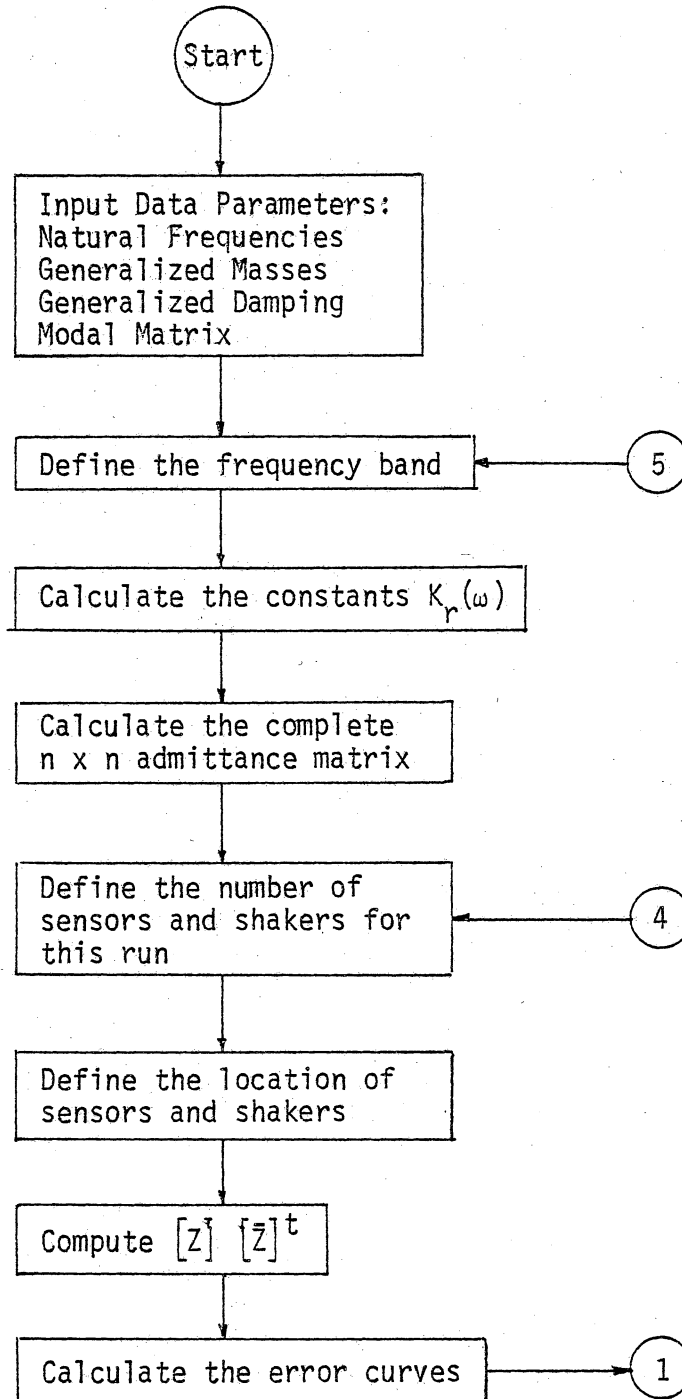 Start
Input Data Parameters:
Natural Frequencies
Generalized Masses
Generalized Damping
Modal Matrix
Define the frequency band
5
Calculate the constants K_r(ω)
Calculate the complete
n x n admittance matrix
Define the number of
sensors and shakers for
this run
4
Define the location of
sensors and shakers
Compute [Z] [Z̄]^t
Calculate the error curves
1